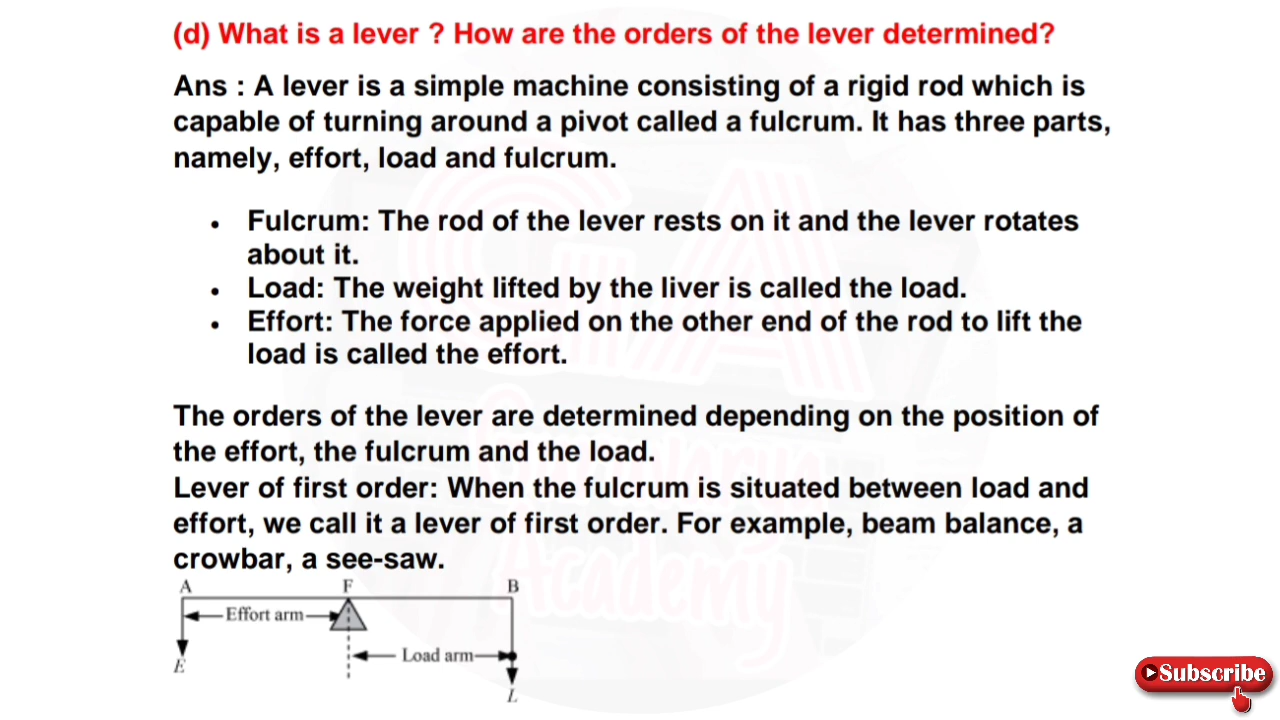 (d) What is a lever ? How are the orders of the lever determined?
Ans : A lever is a simple machine consisting of a rigid rod which is
capable of turning around a pivot called a fulcrum. It has three parts,
namely, effort, load and fulcrum.
• Fulcrum: The rod of the lever rests on it and the lever rotates
about it.
• Load: The weight lifted by the liver is called the load.
• Effort: The force applied on the other end of the rod to lift the
load is called the effort.
The orders of the lever are determined depending on the position of
the effort, the fulcrum and the load.
Lever of first order: When the fulcrum is situated between load and
effort, we call it a lever of first order. For example, beam balance, a
crowbar, a see-saw.
A F B
Effort arm
Load arm
E
L
Subscribe
Academy